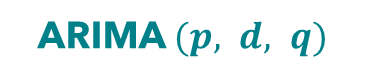 ARIMA (p, d, q)